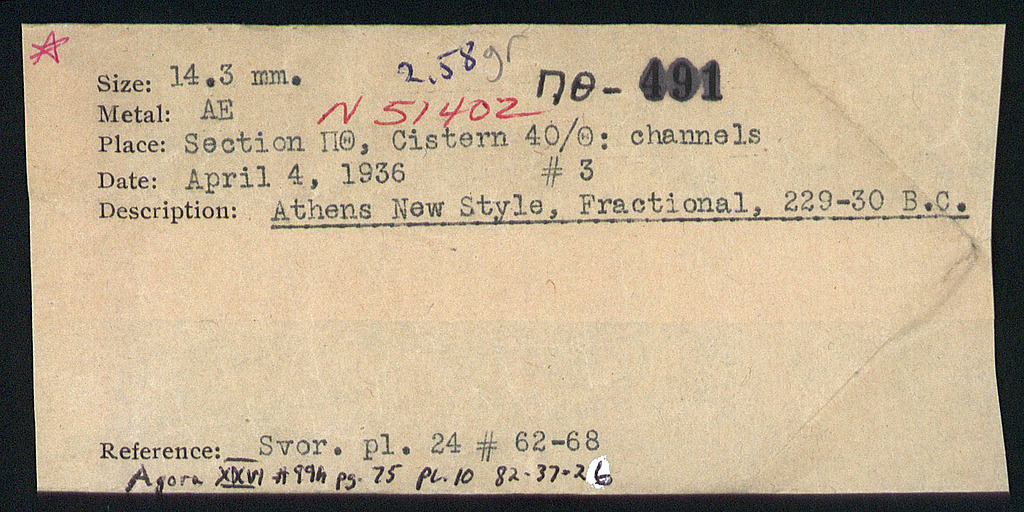 2.58gr
Size: 14.3 mm. ΠΘ- 491
Metal: AE N 51402
Place: Section ΠΘ, Cistern 40/Θ: channels
Date: April 4, 1936 # 3
Description: Athens New Style, Fractional, 229-30 B.C.
Reference: Svor. pl. 24 # 62-68
Agora XXVI #99h pg. 75 pl. 10 82-37-26